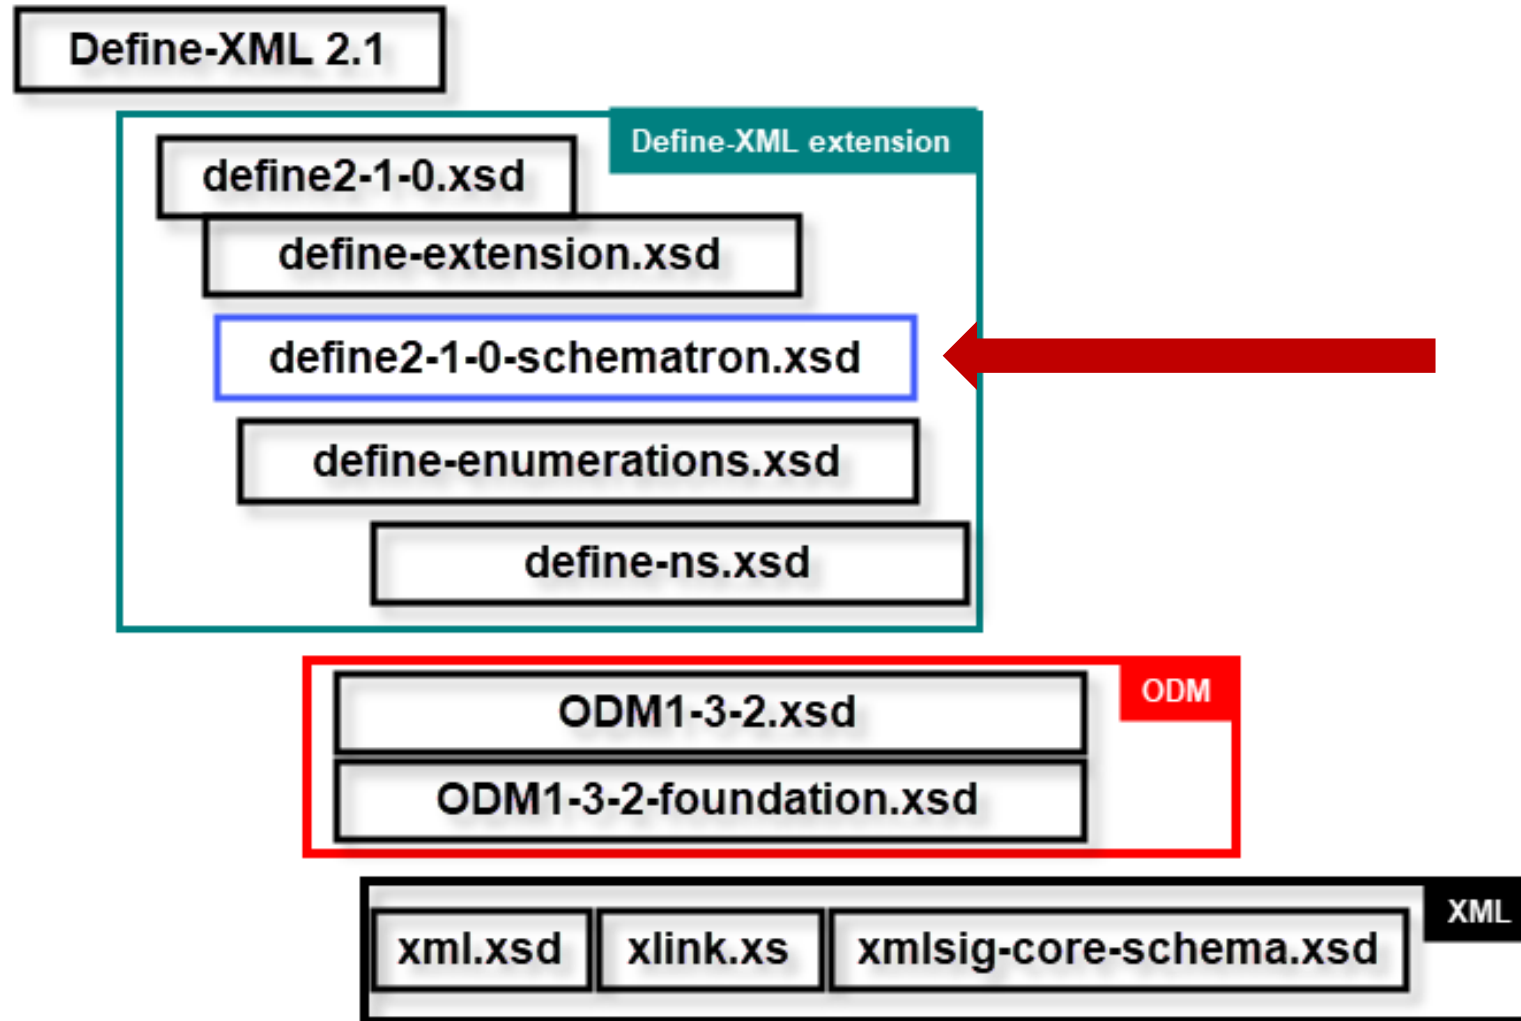 Define-XML 2.1
Define-XML extension
define2-1-0.xsd
define-extension.xsd
define2-1-0-schematron.xsd
define-enumerations.xsd
define-ns.xsd
ODM
ODM1-3-2.xsd
ODM1-3-2-foundation.xsd
XML
xml.xsd
xlink.xs
xmlsig-core-schema.xsd